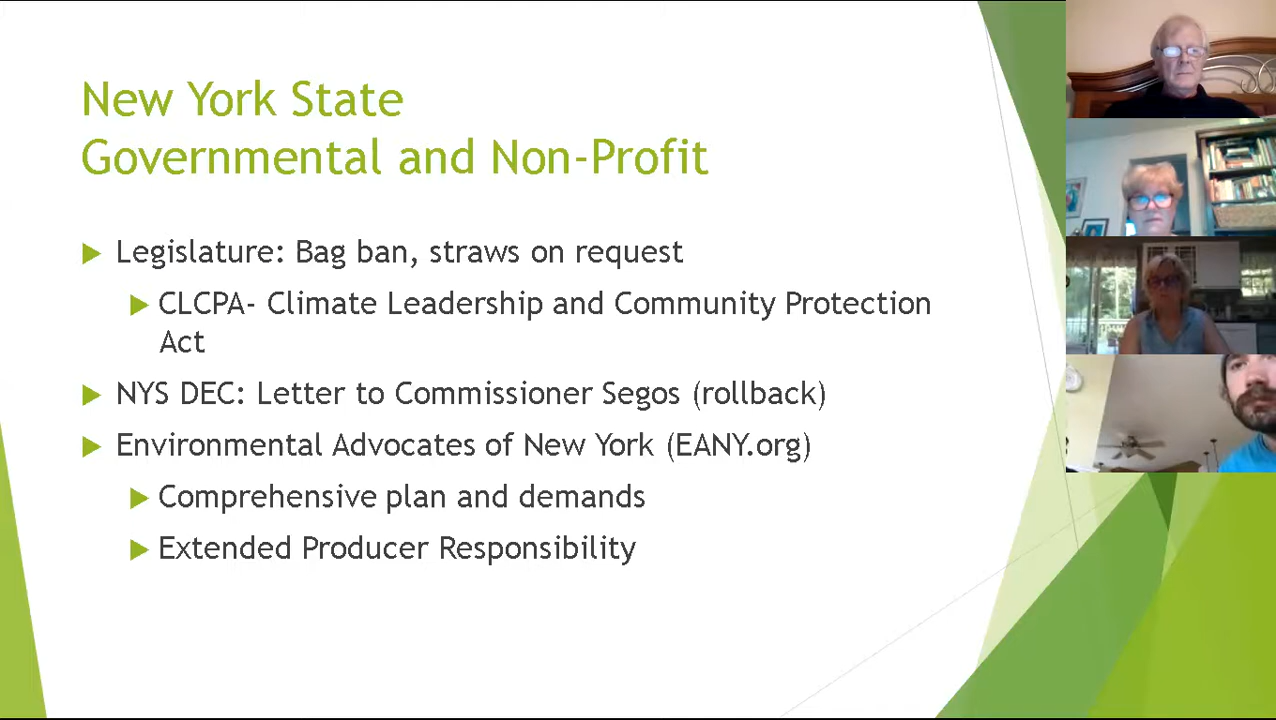 New York State
Governmental and Non-Profit
Legislature: Bag ban, straws on request
CLCPA- Climate Leadership and Community Protection
Act
NYS DEC: Letter to Commissioner Segos (rollback)
Environmental Advocates of New York (EANY.org)
Comprehensive plan and demands
Extended Producer Responsibility